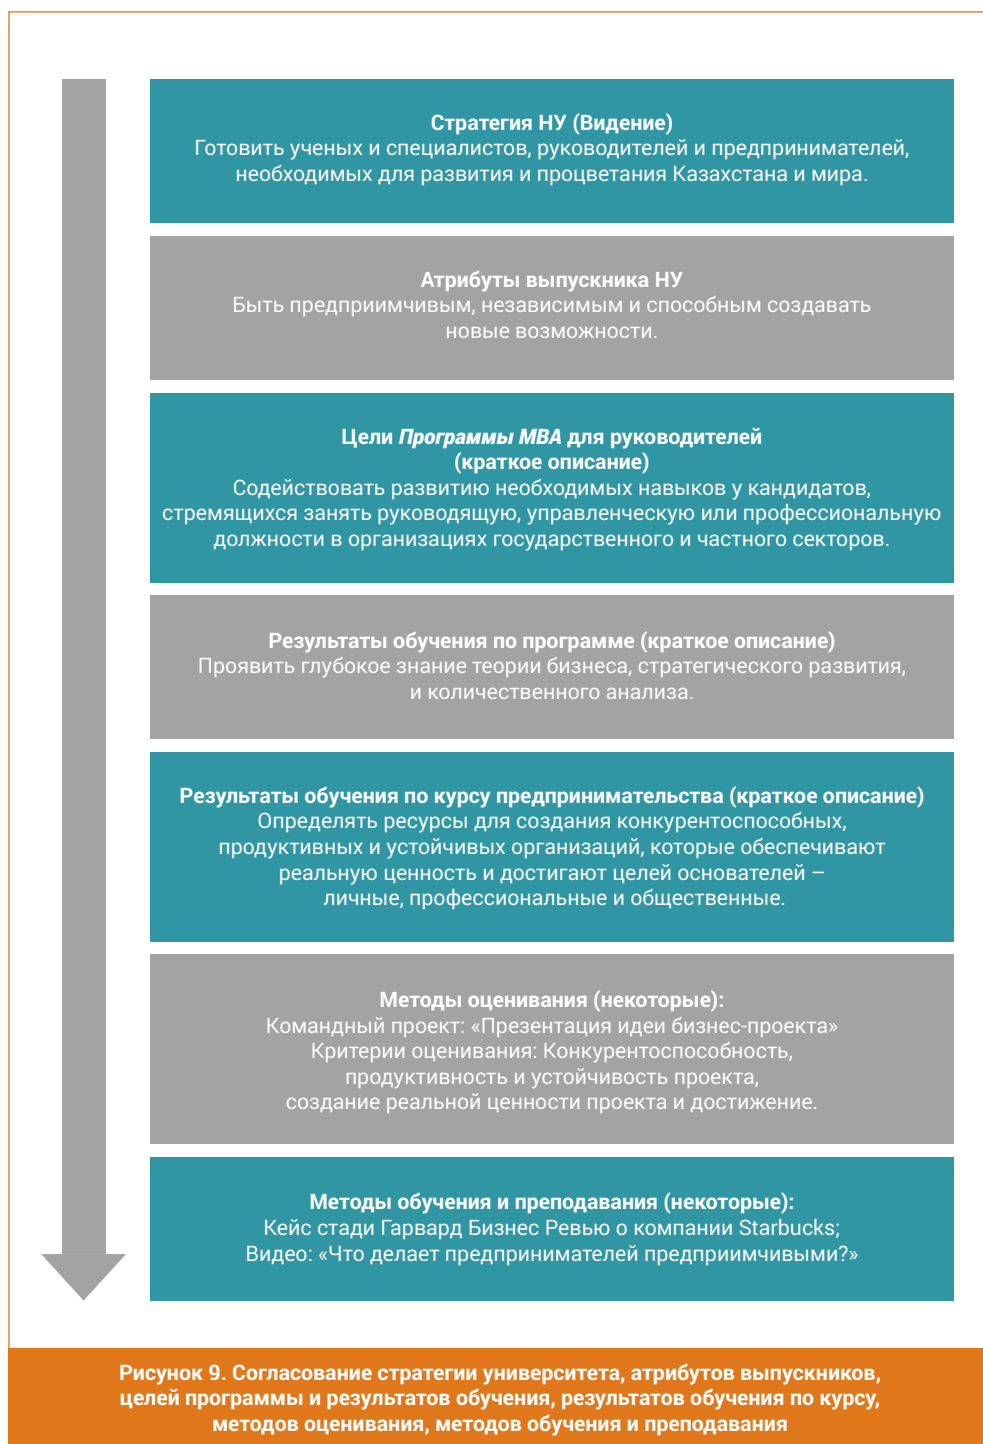 Стратегия НУ (Видение)
Готовить ученых и специалистов, руководителей и предпринимателей,
необходимых для развития и процветания Казахстана и мира.
Атрибуты выпускника НУ
Быть предприимчивым, независимым и способным создавать
новые возможности.
Цели Программы МВА для руководителей
(краткое описание)
Содействовать развитию необходимых навыков у кандидатов,
стремящихся занять руководящую, управленческую или профессиональную
должности в организациях государственного и частного секторов.
Результаты обучения по программе (краткое описание)
Проявить глубокое знание теории бизнеса, стратегического развития,
и количественного анализа.
Результаты обучения по курсу предпринимательства (краткое описание)
Определять ресурсы для создания конкурентоспособных,
продуктивных и устойчивых организаций, которые обеспечивают
реальную ценность и достигают целей основателей –
личные, профессиональные и общественные.
Методы оценивания (некоторые):
Командный проект: «Презентация идеи бизнес-проекта»
Критерии оценивания: Конкурентоспособность,
продуктивность и устойчивость проекта,
создание реальной ценности проекта и достижение.
Методы обучения и преподавания (некоторые):
Кейс стади Гарвард Бизнес Ревью о компании Starbucks;
Видео: «Что делает предпринимателей предприимчивыми?»
Рисунок 9. Согласование стратегии университета, атрибутов выпускников,
целей программы и результатов обучения, результатов обучения по курсу,
методов оценивания, методов обучения и преподавания